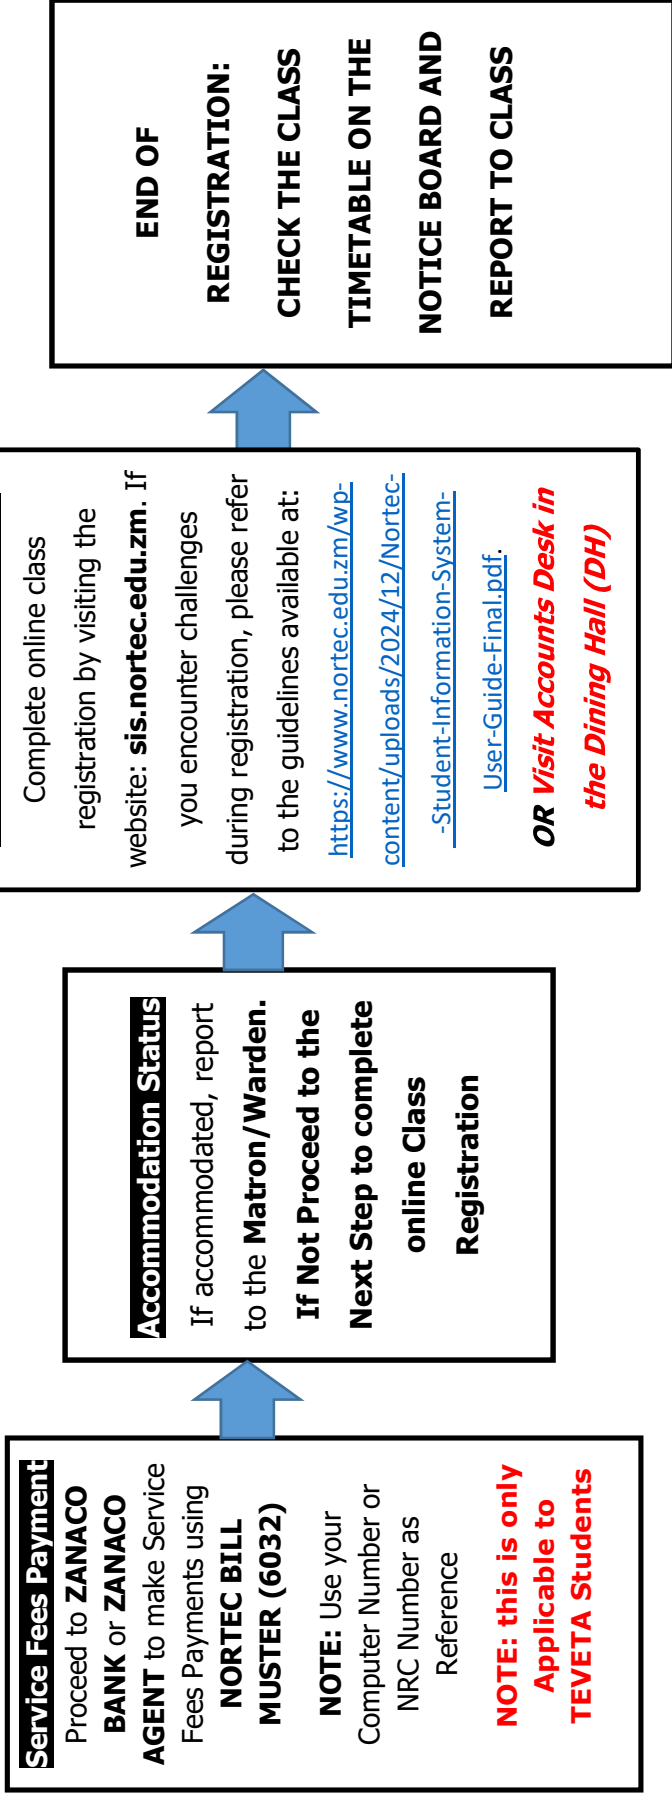 Service Fees Payment
Proceed to ZANACO
BANK or ZANACO
AGENT to make Service
Fees Payments using
NORTEC BILL
MUSTER (6032)
NOTE: Use your
Computer Number or
NRC Number as
Reference
NOTE: this is only
Applicable to
TEVETA Students
Accommodation Status
If accommodated, report
to the Matron/Warden.
If Not Proceed to the
Next Step to complete
online Class
Registration
Complete online class
registration by visiting the
website: sis.nortec.edu.zm. If
you encounter challenges
during registration, please refer
to the guidelines available at:
https://www.nortec.edu.zm/wp-
content/uploads/2024/12/Nortec-
-Student-Information-System-
User-Guide-Final.pdf.
OR Visit Accounts Desk in
the Dining Hall (DH)
END OF
REGISTRATION:
CHECK THE CLASS
TIMETABLE ON THE
NOTICE BOARD AND
REPORT TO CLASS